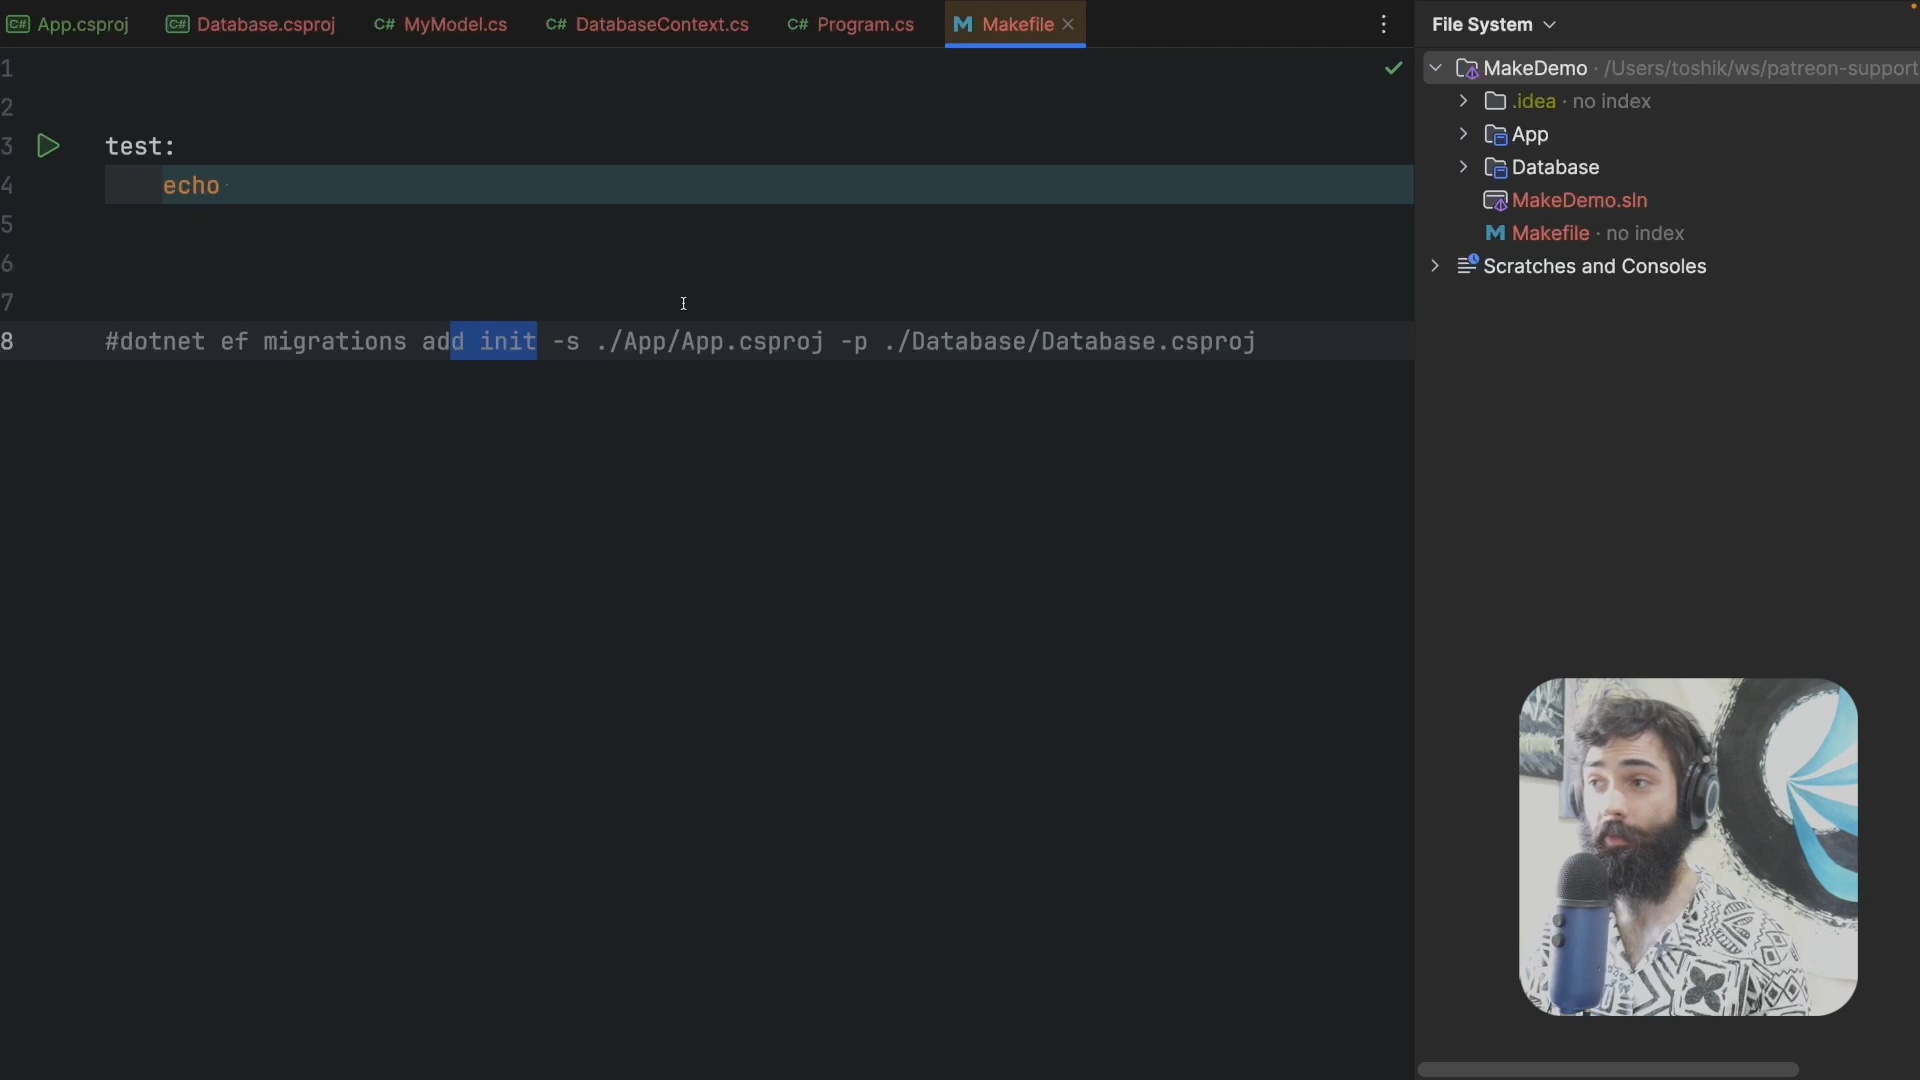 App.csproj Database.csproj C# MyModel.cs C# DatabaseContext.cs C# Program.cs Makefile
File System
1
2
3 test:
4 echo
5
6
7
8 #dotnet ef migrations add init -s ./App/App.csproj -p ./Database/Database.csproj
MakeDemo · /Users/toshik/ws/patreon-support
.idea · no index
App
Database
MakeDemo.sln
Makefile · no index
Scratches and Consoles